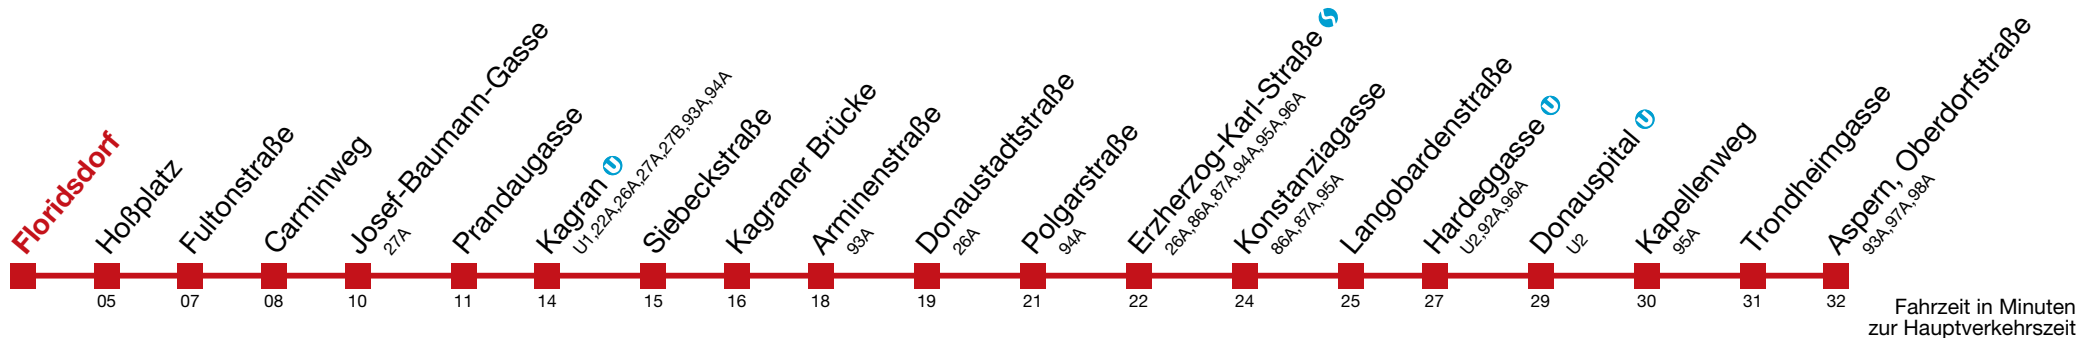 Floridsdorf
Hoßplatz
Fultonstraße
Carminweg
Josef-Baumann-Gasse
27A
Prandaugasse
Kagran U
U1,22A,26A,27A,27B,93A,94A
Siebeckstraße
Kagraner Brücke
Arminenstraße
93A
Donaustadtstraße
26A
Polgarstraße
94A
Erzherzog-Karl-Straße S
26A,86A,87A,94A,95A,96A
Konstanziagasse
86A,87A,95A
Langobardenstraße
Hardeggasse U
U2,92A,96A
Donauspital U
U2
Kapellenweg
95A
Trondheimgasse
Aspern, Oberdorfstraße
93A,97A,98A
05 07 08 10 11 14 15 16 18 19 21 22 24 25 27 29 30 31 32
Fahrzeit in Minuten
zur Hauptverkehrszeit